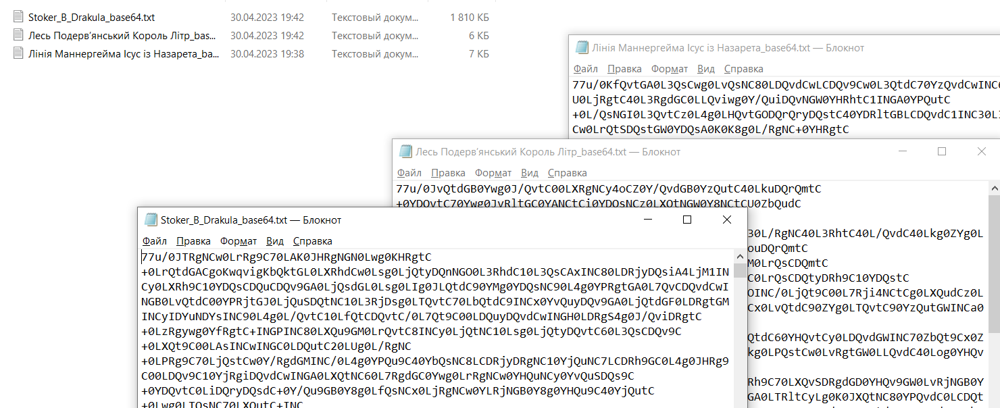 Stoker_B_Drakula_base64.txt 30.04.2023 19:42 Текстовый докум... 1 810 КБ
Лесь Подерв’янський Король Літр_bas... 30.04.2023 19:42 Текстовый докум... 6 КБ
Лінія Маннергейма Ісус із Назарета_ba... 30.04.2023 19:38 Текстовый докум... 7 КБ
Лінія Маннергейма Ісус із Назарета_base64.txt — Блокнот
Файл Правка Формат Вид Справка
77u/0KfQvtGA0L3QsCwg0LvQsNC80LDQvdCwLCDQv9Cw0L3QtdC70YzQvdCwINC6
U0LjRgtC40L3RgdGC0LLQviwg0Y/QuiDQvNGW0YHRhtC1INGA0YPQutC
+0L/QsNGI0L3QvtCz0L4g0LHQvtGODQrQryDQstC40YDRltGBLCDQvdC1INC30LI
Cw0LrQtSDQstGW0YDQsA0K0K8g0L/RgNC+0YHRgtC
Лесь Подерв’янський Король Літр_base64.txt — Блокнот
Файл Правка Формат Вид Справка
77u/0JvQtdGB0Ywg0J/QvtC00LXRgNCy4oCZ0Y/QvdGB0YzQutC40LkuDQrQmtC
+0YDQvtC70Ywg0JvRltGC0YANCtCi0YDQsNCz0LXQtNGW0Y8NCtCU0ZbQudC
30L/RgNC40L3RhtC40L/QvdC40Lkg0ZYg0L
ouDQrQmtC
M0LrQsCDQmtC
C0LrQsCDQtyDRh9C10YDQstC
OINC/0LjQt9C00L7Rji4NCtCg0LXQudCz0L
Cx0LvQtdC90ZYg0LTQvtC90YzQutGWINCa0
QtdC60YHQvtCy0LDQvdGWINC70ZbQt9Cx0Z
kg0LPQstCw0LvRgtGW0LLQvdC40Log0YHQv
Rh9C70LXQvSDRgdGD0YHQv9GW0LvRjNGB0Y
GA0LTRltCyLg0K0JXQtNC80YPQvdC0LCDQt
Stoker_B_Drakula_base64.txt — Блокнот
Файл Правка Формат Вид Справка
77u/0JTRgNCw0LrRg9C70LAK0JHRgNGN0Lwg0KHRgtC
+0LrQtdGACgoKwqvigKbQktGL0LXRhdCw0Lsg0LjQtyDQnNGO0L3RhdC10L3QsCAxINC80LDRjyDQsiA4LjM1IN
Cy0LXRh9C10YDQsCDQuCDQv9GA0LjQsdGL0Lsg0LIg0JLQtdC90YMg0YDQsNC90L4g0YPRgtGA0L7QvCDQvdCwI
NGB0LvQtdC00YPRjtGJ0LjQuSDQtNC10L3RjDsg0LTQvtC70LbQtdC9INCx0YvQuyDQv9GA0LjQtdGF0LDRgtGM
INCyIDYuNDYsINC90L4g0L/QvtC10LfQtCDQvtC/0L7Qt9C00LDQuyDQvdCwINGH0LDRgS4g0J/QviDRgtC
+0LzRgywg0YfRgtC+INGPINC80LXQu9GM0LrQvtC8INCy0LjQtNC10Lsg0LjQtyDQvtC60L3QsCDQv9C
+0LXQt9C00LAsINCwINGC0LDQutC20LUg0L/RgNC
+0LPRg9C70LjQstCw0Y/RgdGMINC/0L4g0YPQu9C40YbQsNC8LCDRjyDRgNC10YjQuNC7LCDRh9GC0L4g0JHRg9
C00LDQv9C10YjRgiDQvdCwINGA0LXQtNC60L7RgdGC0Ywg0LrRgNCw0YHQuNCy0YvQuSDQs9C
+0YDQvtC0LiDQryDQsdC+0Y/Qu9GB0Y8g0LfQsNCx0LjRgNCw0YLRjNGB0Y8g0YHQu9C40YjQutC
+0Lwg0LTQsNC70LXQutC+INC